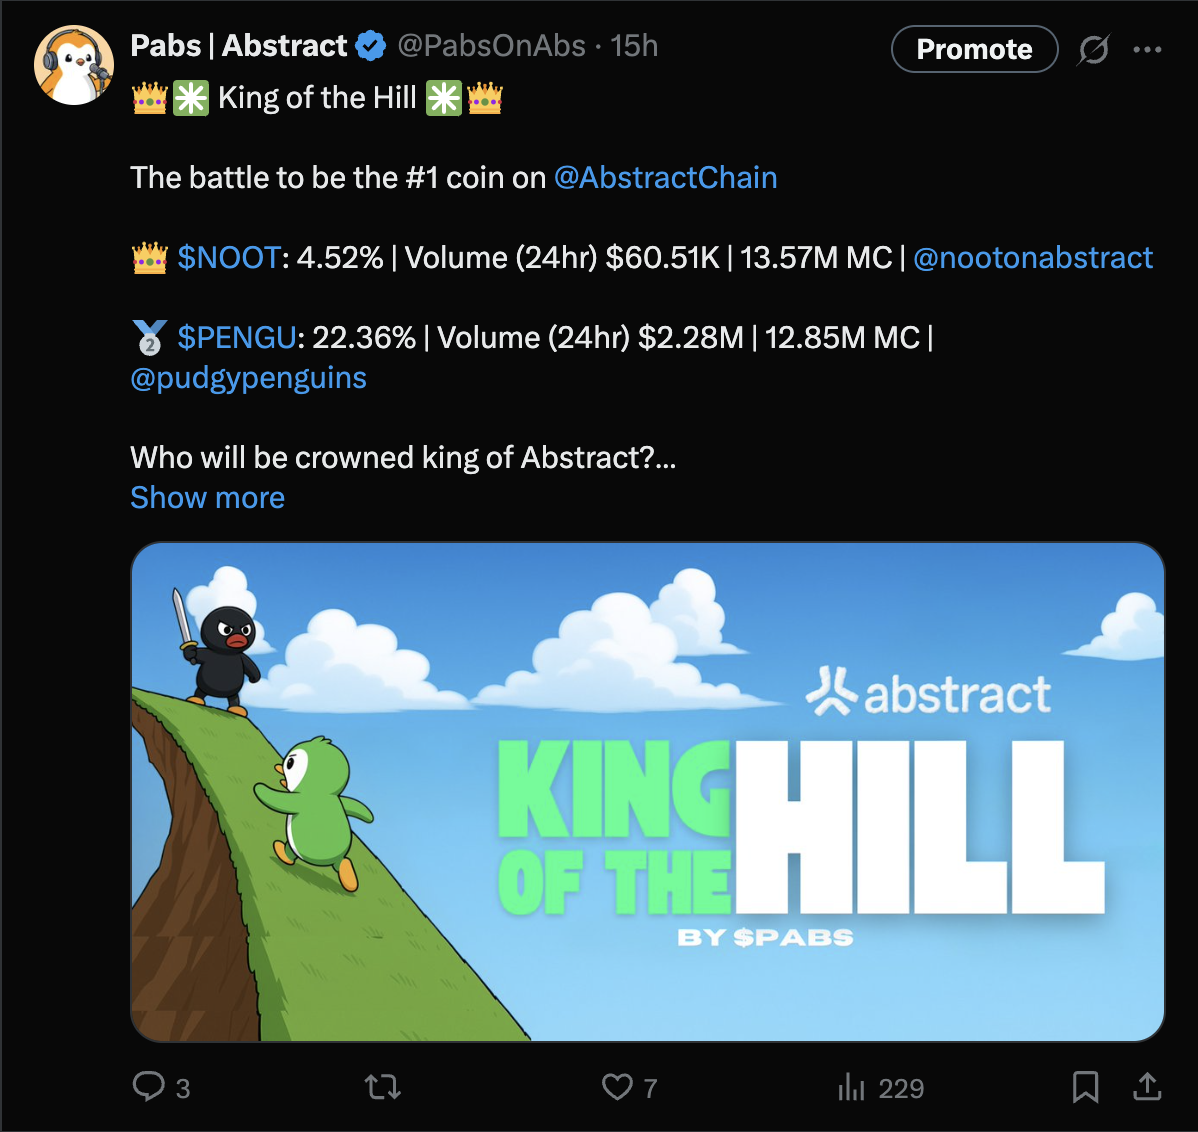 Pabs | Abstract @PabsOnAbs · 15h
Promote
👑✳️ King of the Hill ✳️👑
The battle to be the #1 coin on @AbstractChain
👑 $NOOT: 4.52% | Volume (24hr) $60.51K | 13.57M MC | @nootonabstract
🥈 $PENGU: 22.36% | Volume (24hr) $2.28M | 12.85M MC |
@pudgypenguins
Who will be crowned king of Abstract?...
Show more
abstract
KING
OF THE
HILL
BY $PABS
3
7
229